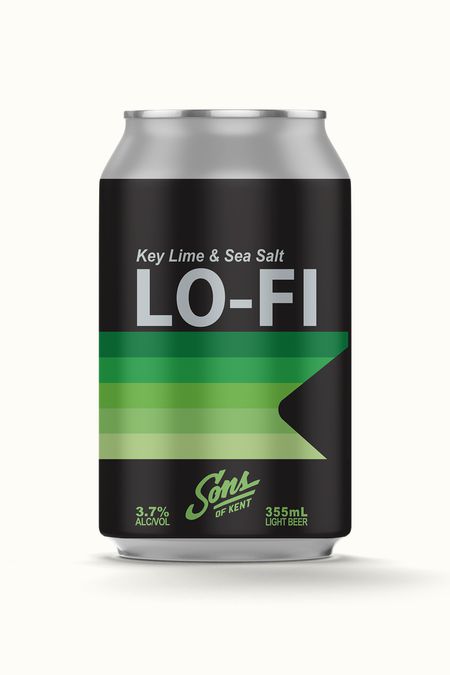 Key Lime & Sea Salt
LO-FI
Sons
OF KENT
3.7%
ALC/VOL
355mL
LIGHT BEER